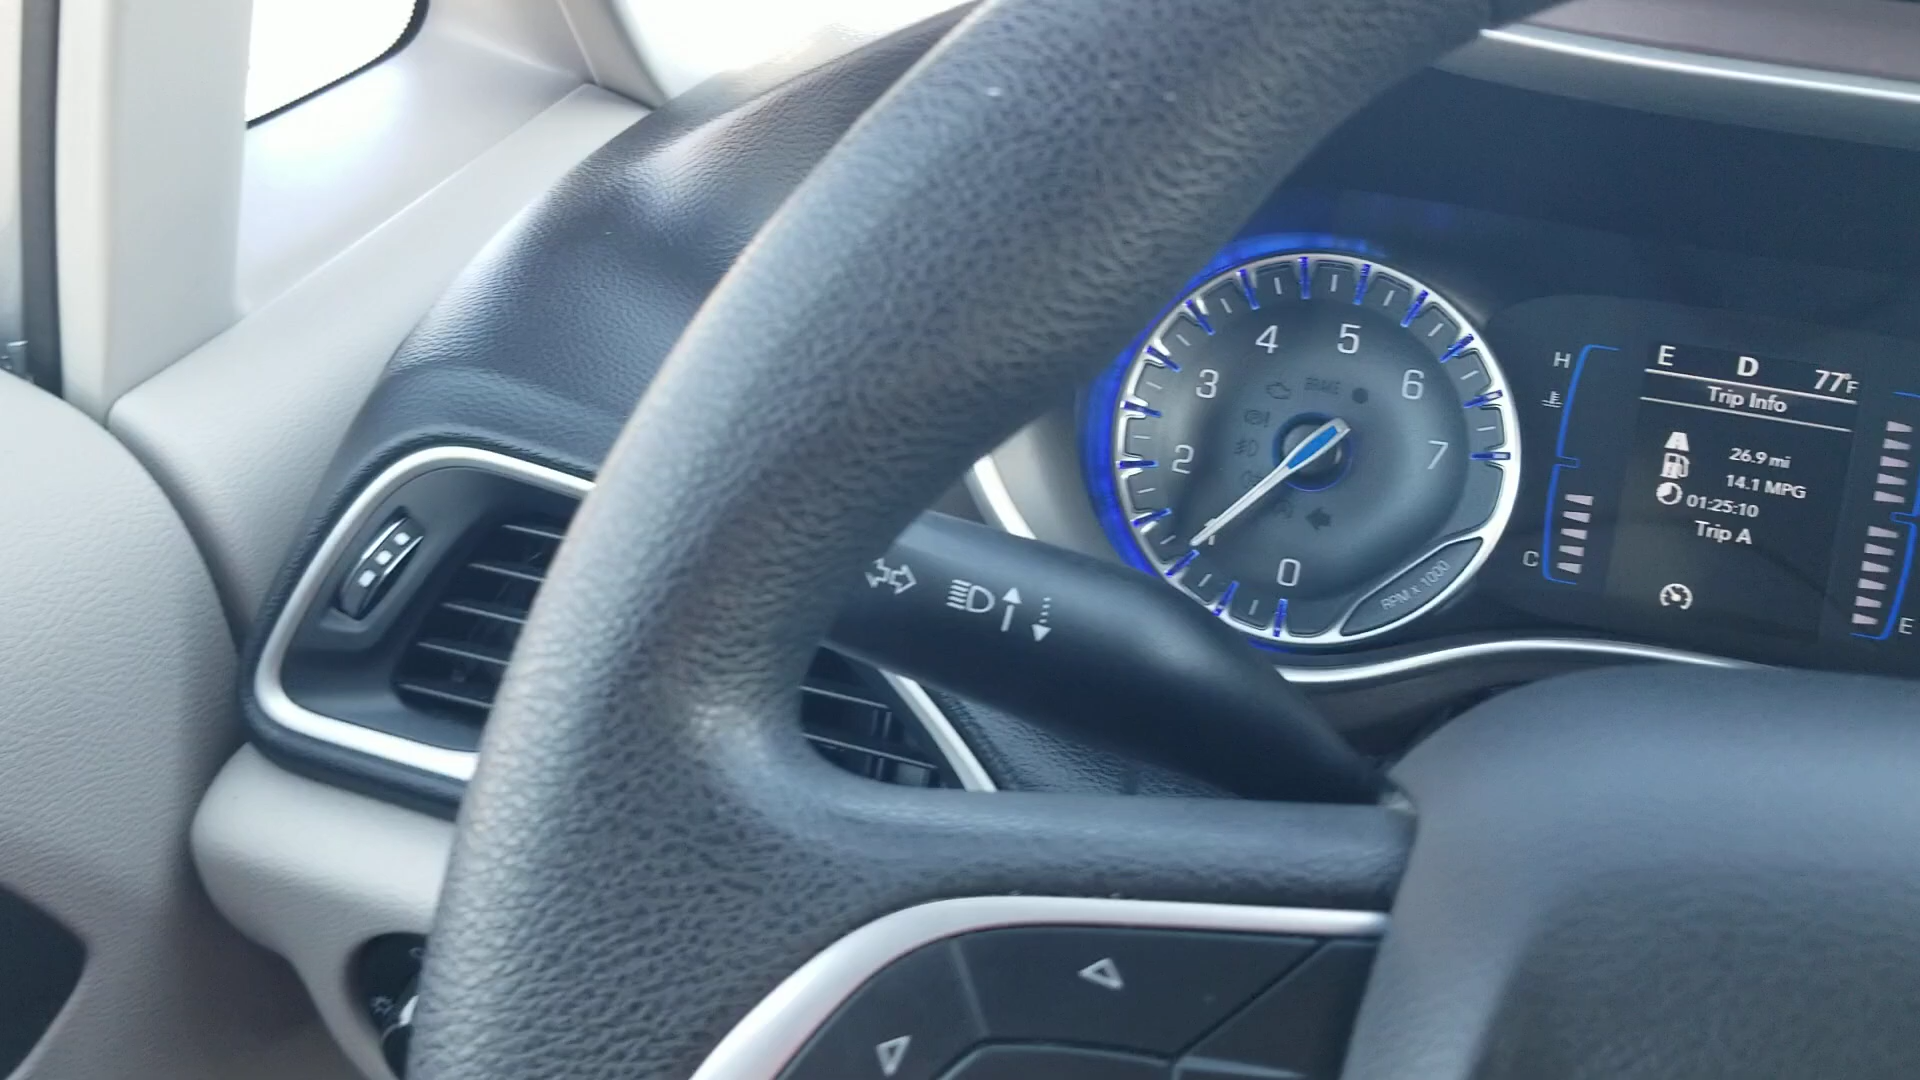 4 5
3 6
2 7
0
RPM x 1000
BRAKE
H
C
E D 77°F
Trip Info
26.9 mi
14.1 MPG
01:25:10
Trip A
E